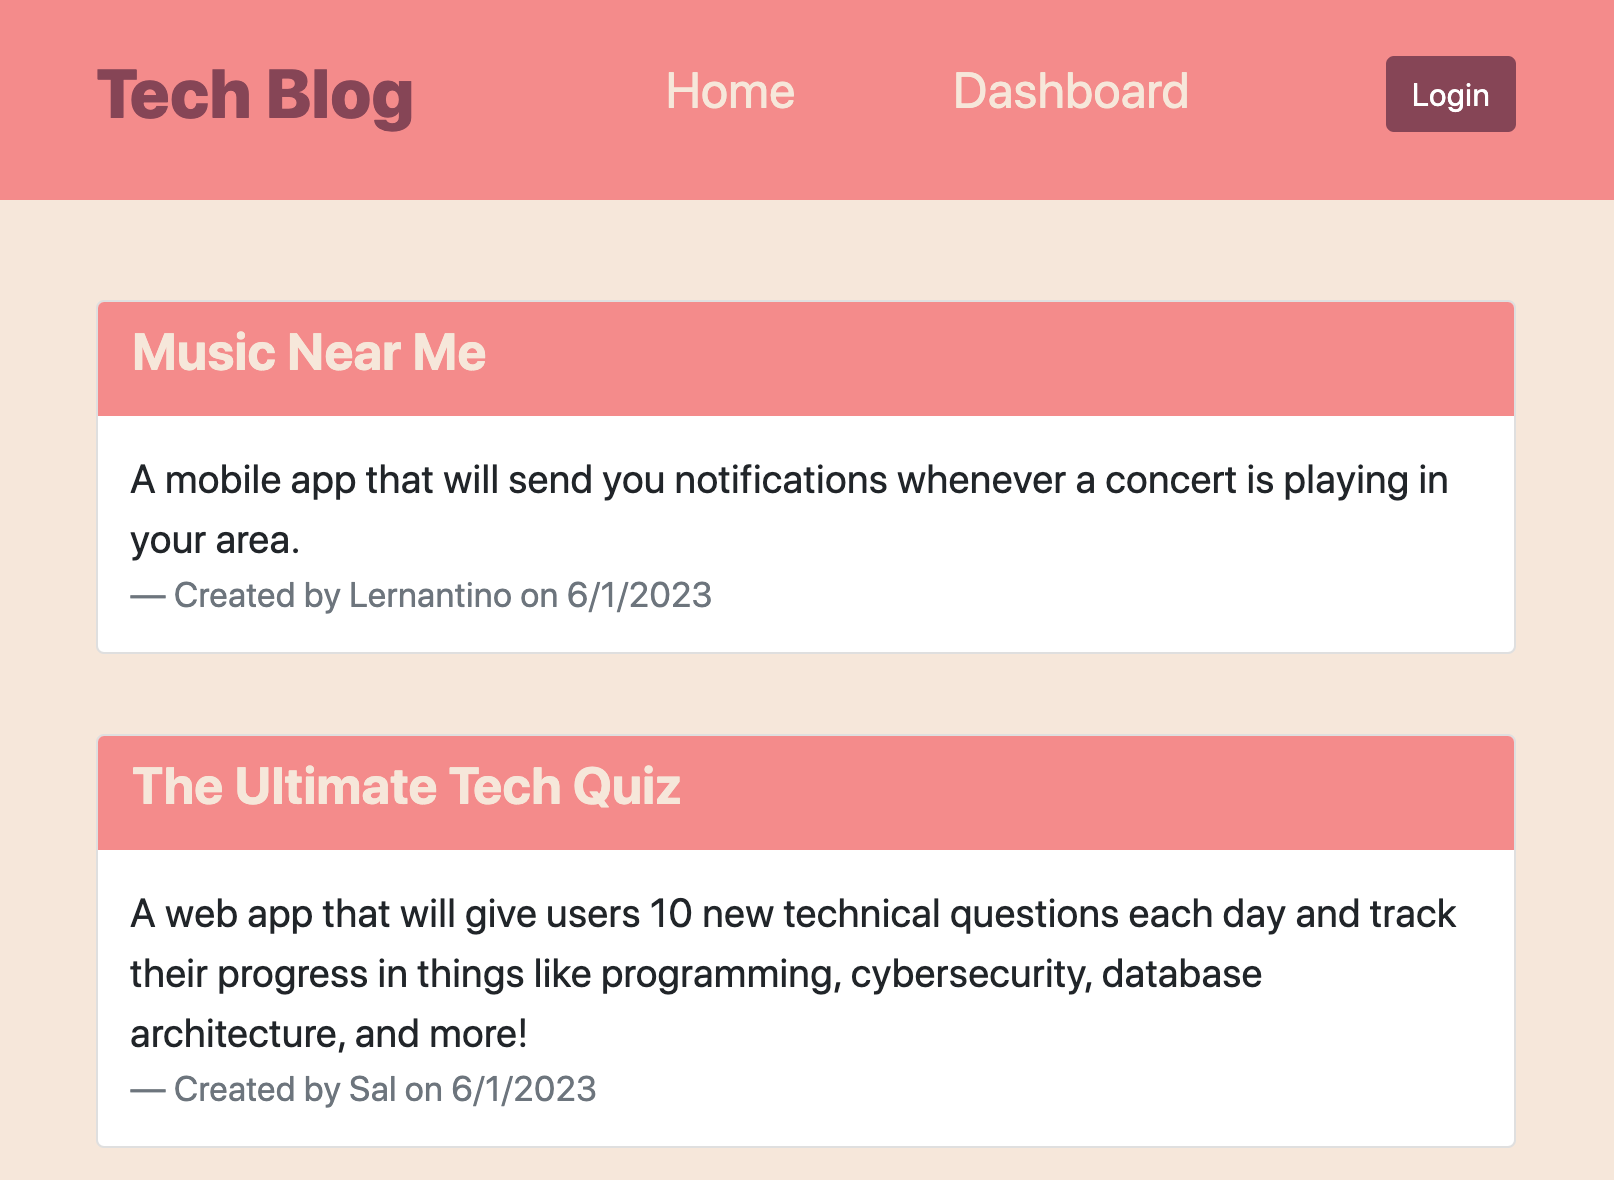 Tech Blog
Home
Dashboard
Login
Music Near Me
A mobile app that will send you notifications whenever a concert is playing in
your area.
— Created by Lernantino on 6/1/2023
The Ultimate Tech Quiz
A web app that will give users 10 new technical questions each day and track
their progress in things like programming, cybersecurity, database
architecture, and more!
— Created by Sal on 6/1/2023